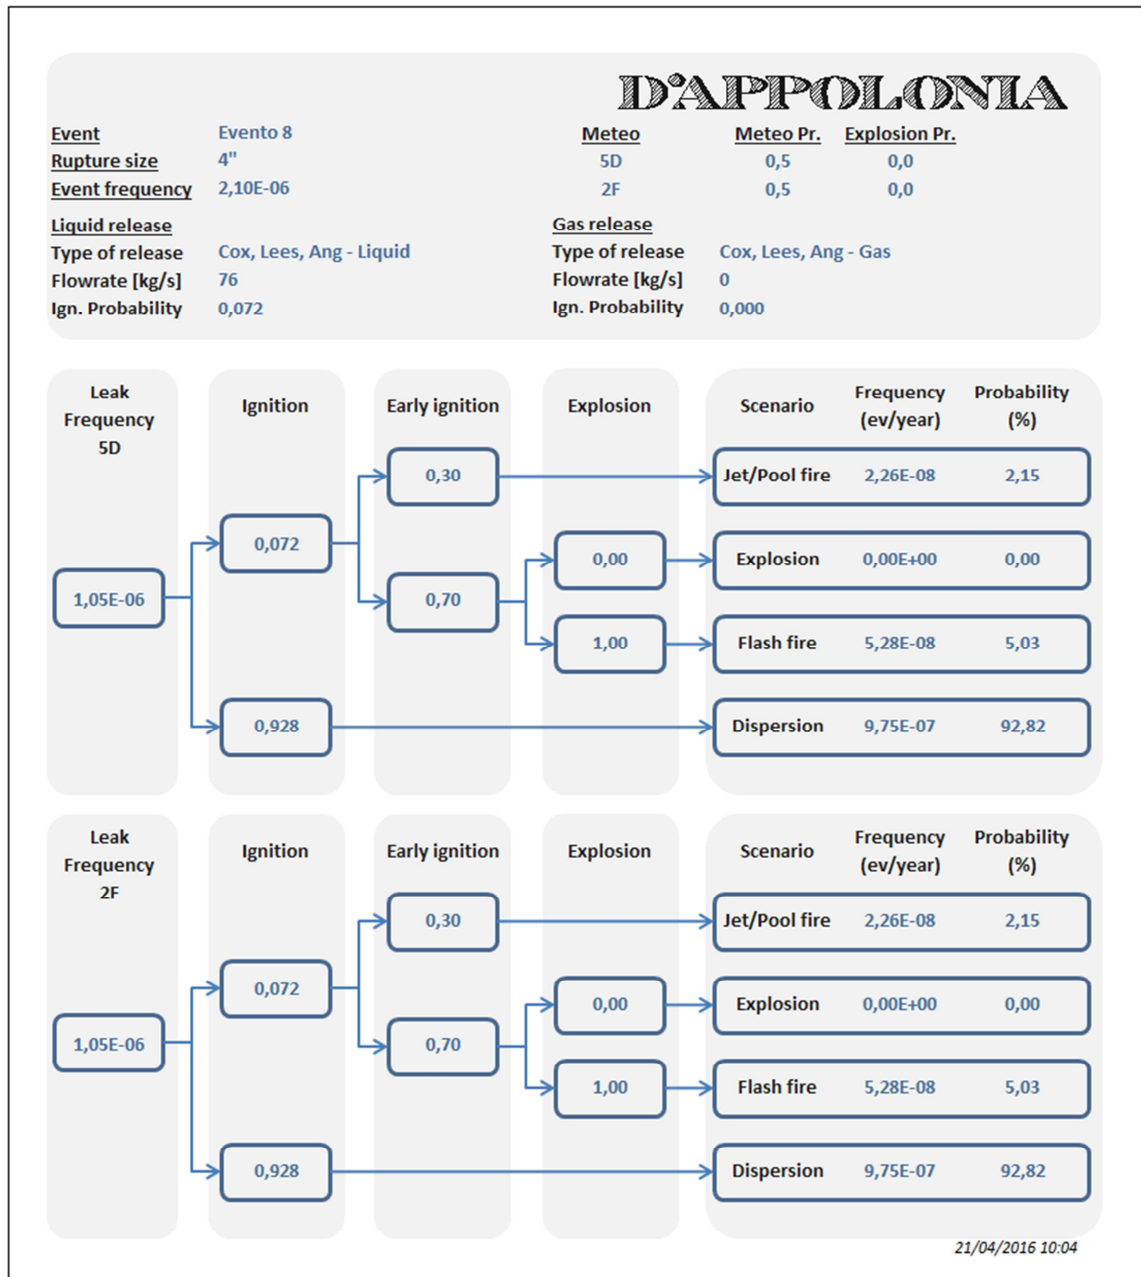 D'APPOLONIA
Event Evento 8 Meteo Meteo Pr. Explosion Pr.
Rupture size 4" 5D 0,5 0,0
Event frequency 2,10E-06 2F 0,5 0,0
Liquid release Gas release
Type of release Cox, Lees, Ang - Liquid Type of release Cox, Lees, Ang - Gas
Flowrate [kg/s] 76 Flowrate [kg/s] 0
Ign. Probability 0,072 Ign. Probability 0,000
Leak Frequency Probability
Frequency Ignition Early ignition Explosion Scenario (ev/year) (%)
5D
0,30 Jet/Pool fire 2,26E-08 2,15
0,072
0,00 Explosion 0,00E+00 0,00
1,05E-06 0,70
1,00 Flash fire 5,28E-08 5,03
0,928 Dispersion 9,75E-07 92,82
Leak Frequency Probability
Frequency Ignition Early ignition Explosion Scenario (ev/year) (%)
2F
0,30 Jet/Pool fire 2,26E-08 2,15
0,072
0,00 Explosion 0,00E+00 0,00
1,05E-06 0,70
1,00 Flash fire 5,28E-08 5,03
0,928 Dispersion 9,75E-07 92,82
21/04/2016 10:04